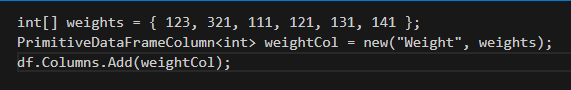 int[] weights = { 123, 321, 111, 121, 131, 141 };
PrimitiveDataFrameColumn<int> weightCol = new("Weight", weights);
df.Columns.Add(weightCol);